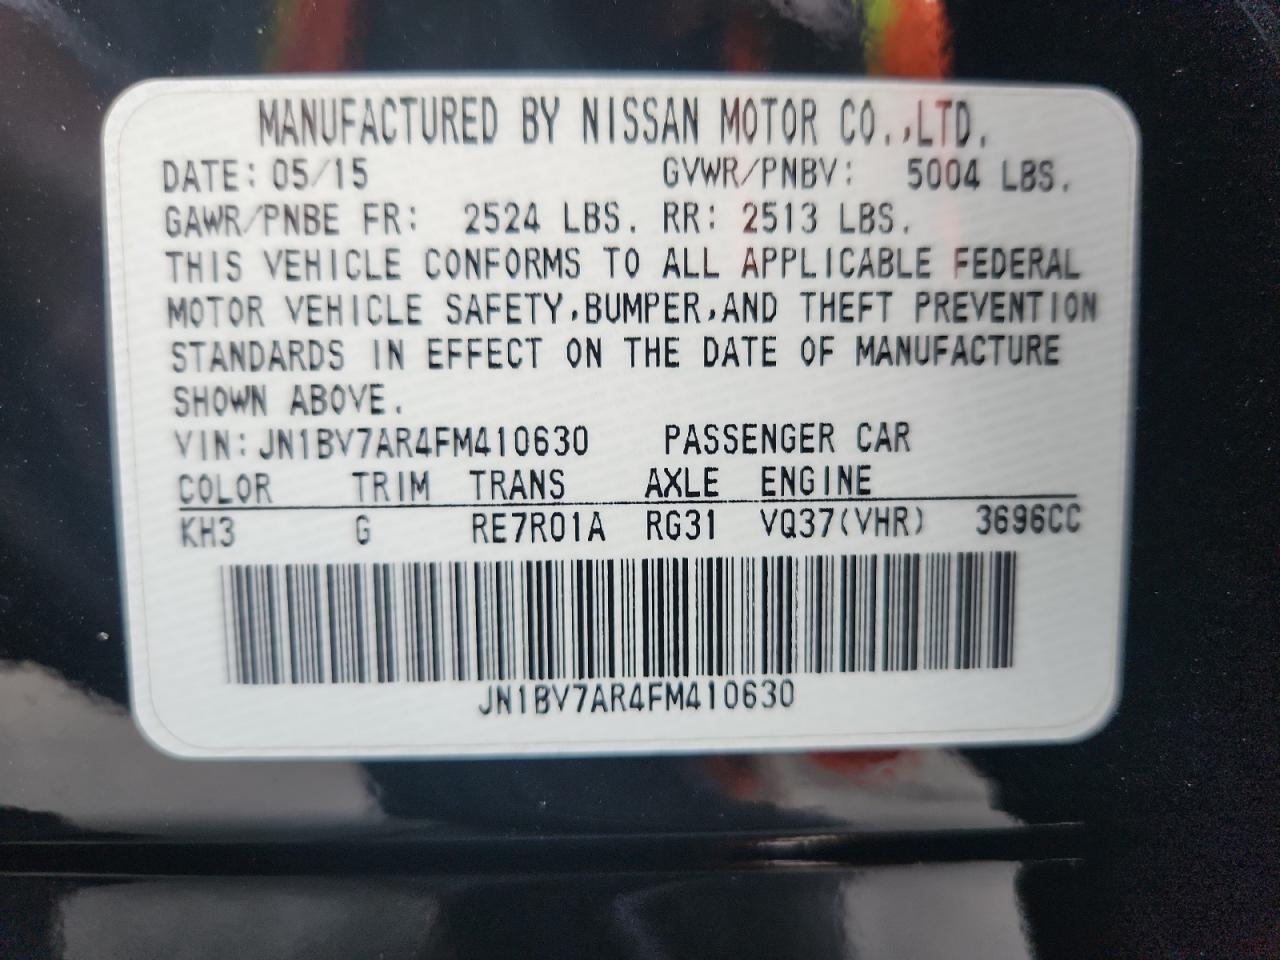 MANUFACTURED BY NISSAN MOTOR CO.,LTD.
DATE: 05/15 GVWR/PNBV: 5004 LBS.
GAWR/PNBE FR: 2524 LBS. RR: 2513 LBS.
THIS VEHICLE CONFORMS TO ALL APPLICABLE FEDERAL
MOTOR VEHICLE SAFETY,BUMPER,AND THEFT PREVENTION
STANDARDS IN EFFECT ON THE DATE OF MANUFACTURE
SHOWN ABOVE.
VIN: JN1BV7AR4FM410630 PASSENGER CAR
COLOR TRIM TRANS AXLE ENGINE
KH3 G RE7R01A RG31 VQ37(VHR) 3696CC
JN1BV7AR4FM410630